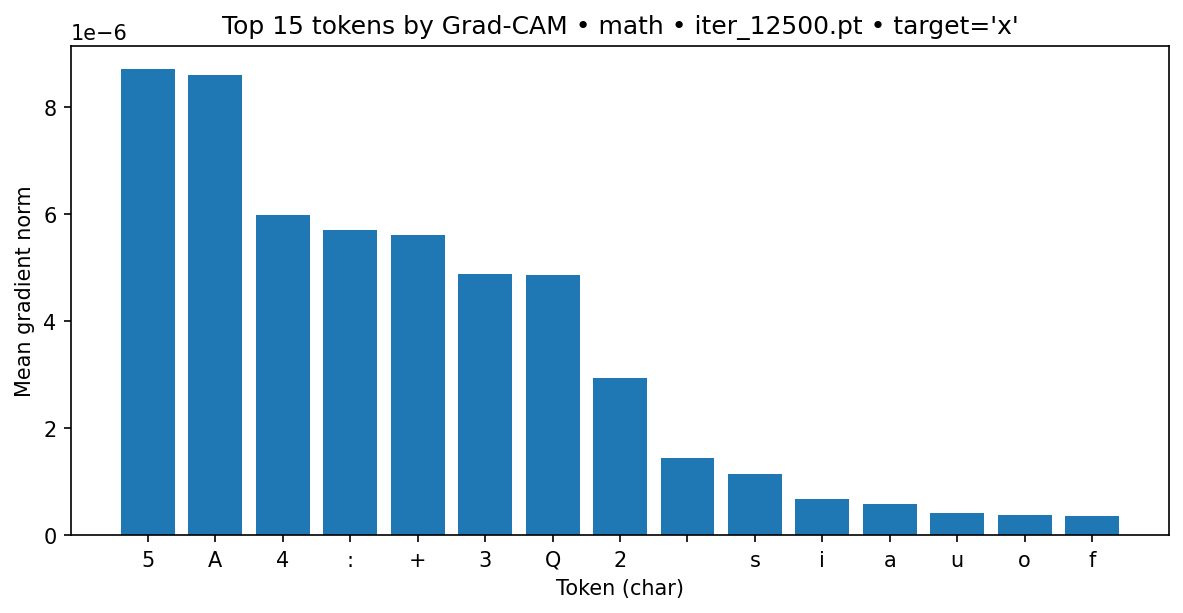 Top 15 tokens by Grad-CAM • math • iter_12500.pt • target='x'
1e−6
8
6
4
2
0
Mean gradient norm
5 A 4 : + 3 Q 2 s i a u o f
Token (char)